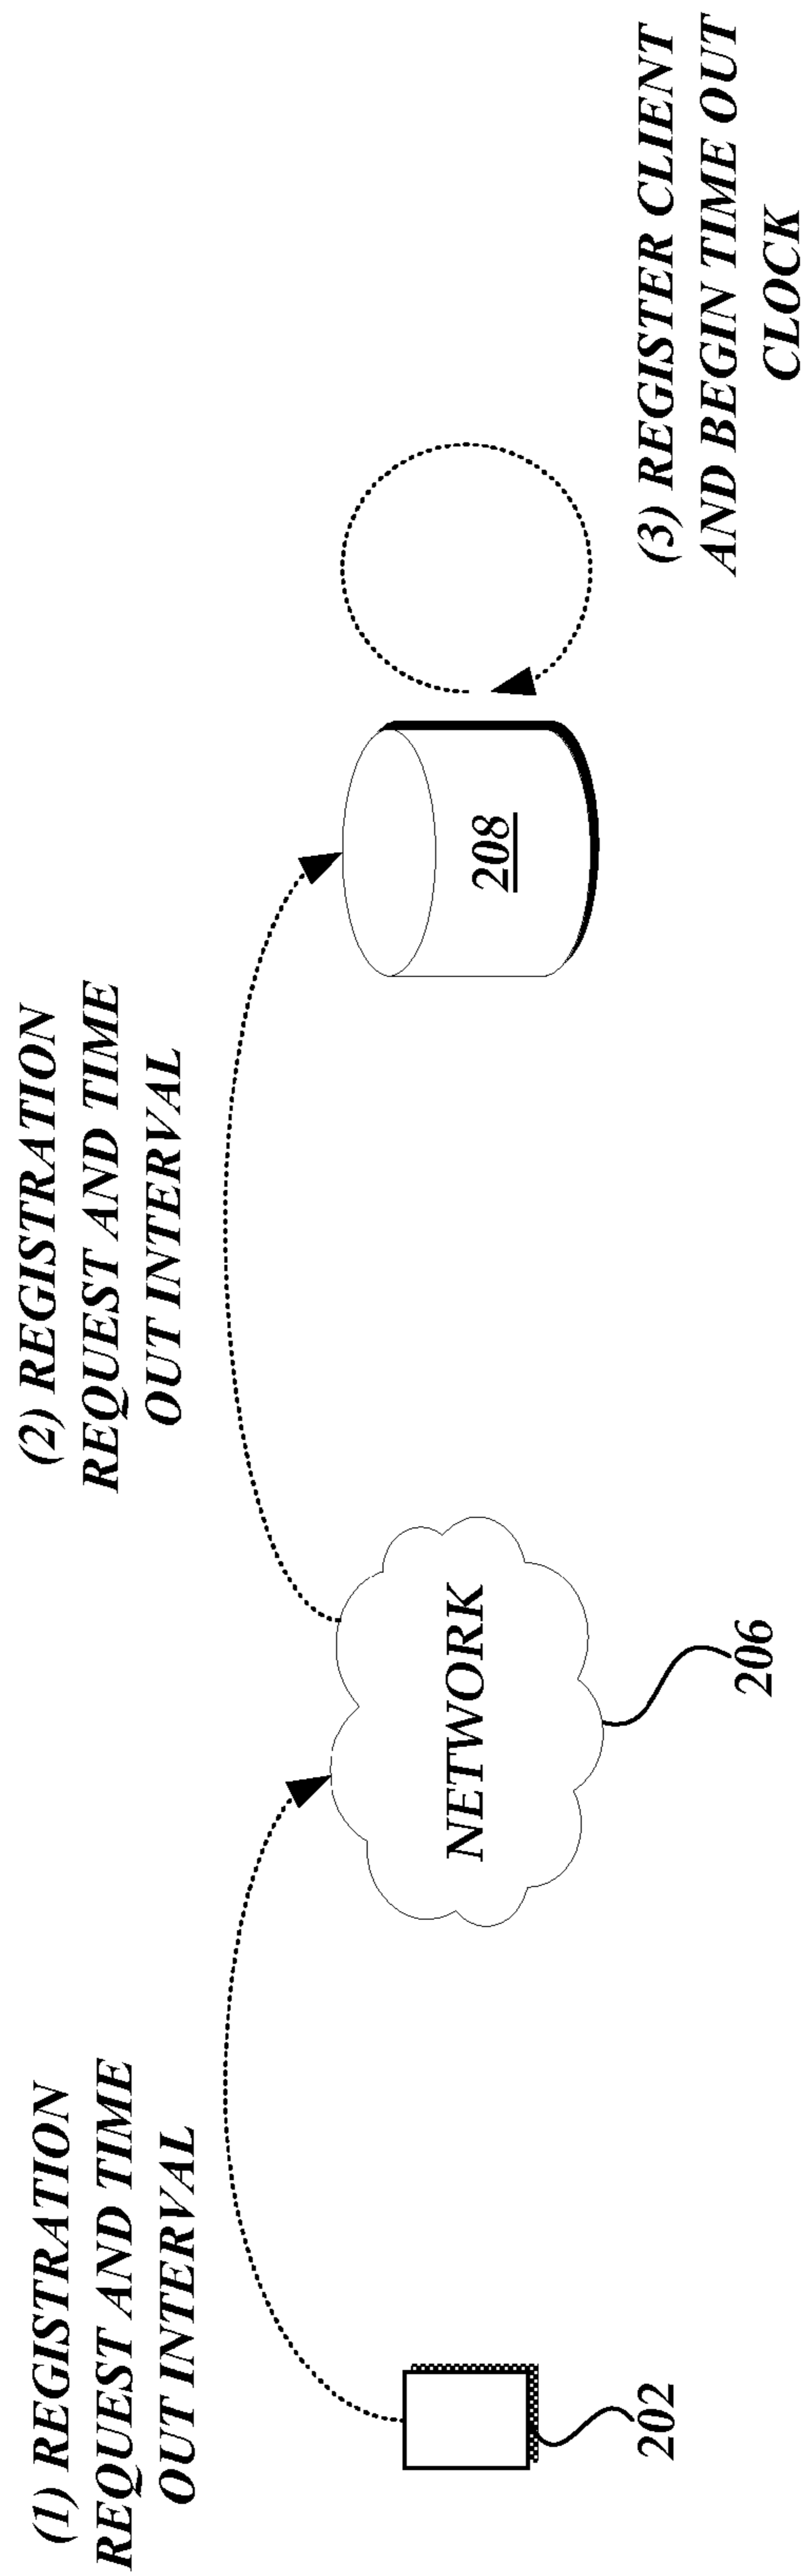 (1) REGISTRATION
REQUEST AND TIME
OUT INTERVAL
(2) REGISTRATION
REQUEST AND TIME
OUT INTERVAL
202
NETWORK
206
208
(3) REGISTER CLIENT
AND BEGIN TIME OUT
CLOCK